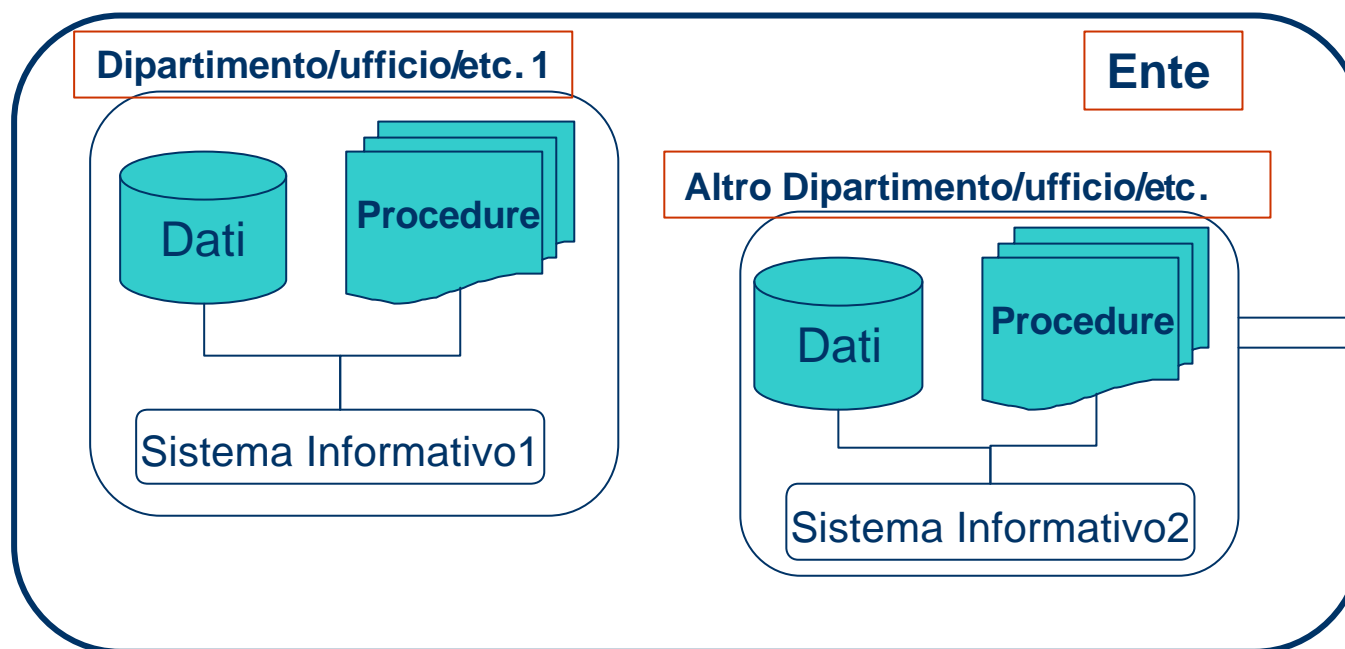 Dipartimento/ufficio/etc. 1
Ente
Dati
Procedure
Sistema Informativo1
Altro Dipartimento/ufficio/etc.
Dati
Procedure
Sistema Informativo2